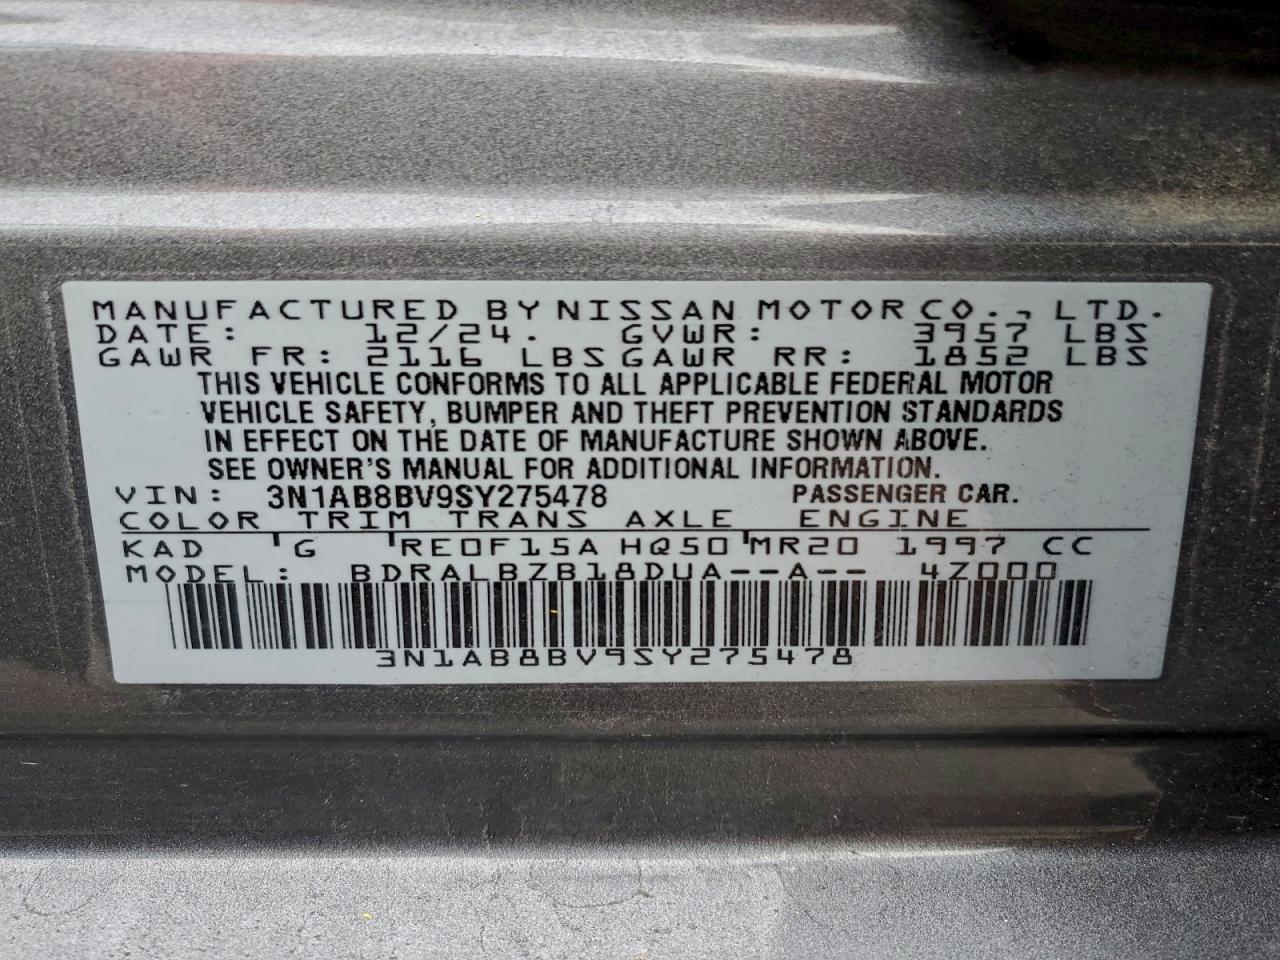 MANUFACTURED BY NISSAN MOTOR CO., LTD.
DATE: 12/24. GVWR: 3957 LBS
GAWR FR: 2116 LBS GAWR RR: 1852 LBS
THIS VEHICLE CONFORMS TO ALL APPLICABLE FEDERAL MOTOR
VEHICLE SAFETY, BUMPER AND THEFT PREVENTION STANDARDS
IN EFFECT ON THE DATE OF MANUFACTURE SHOWN ABOVE.
SEE OWNER'S MANUAL FOR ADDITIONAL INFORMATION.
VIN: 3N1AB8BV9SY275478 PASSENGER CAR.
COLOR TRIM TRANS AXLE ENGINE
KAD G RE0F15A HQ50 MR20 1997 CC
MODEL: BDRALBZB18DUA--A-- 4Z000
3N1AB8BV9SY275478